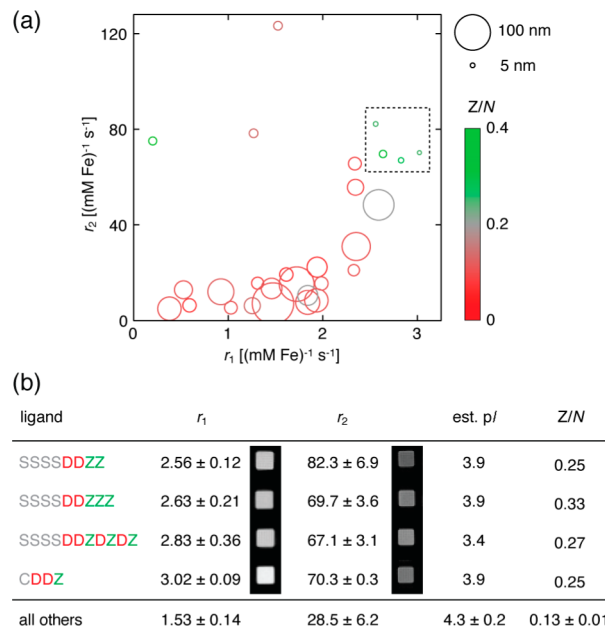 (a)
120
80
40
0
0 1 2 3
r2 [(mM Fe)-1 s-1]
r1 [(mM Fe)-1 s-1]
100 nm
5 nm
Z/N
0.4
0.2
0
(b)
ligand r1 r2 est. pI Z/N
SSSSDDZZ 2.56 ± 0.12 82.3 ± 6.9 3.9 0.25
SSSSDDZZZ 2.63 ± 0.21 69.7 ± 3.6 3.9 0.33
SSSSDDZDZDZ 2.83 ± 0.36 67.1 ± 3.1 3.4 0.27
CDDZ 3.02 ± 0.09 70.3 ± 0.3 3.9 0.25
all others 1.53 ± 0.14 28.5 ± 6.2 4.3 ± 0.2 0.13 ± 0.01